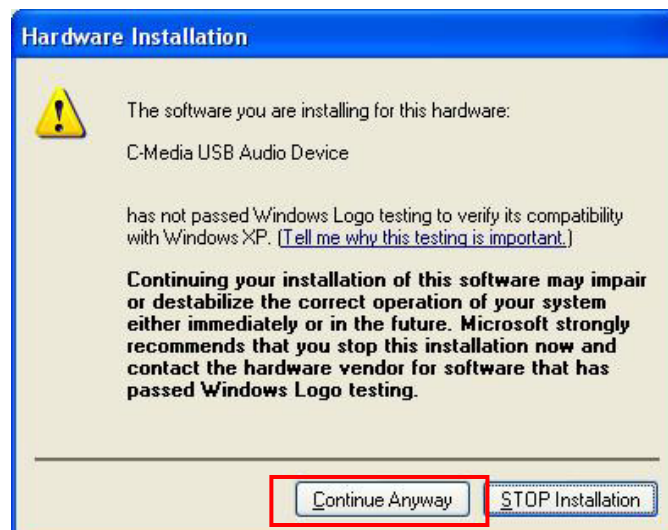 Hardware Installation
The software you are installing for this hardware:
C-Media USB Audio Device
has not passed Windows Logo testing to verify its compatibility
with Windows XP. (Tell me why this testing is important.)
Continuing your installation of this software may impair
or destabilize the correct operation of your system
either immediately or in the future. Microsoft strongly
recommends that you stop this installation now and
contact the hardware vendor for software that has
passed Windows Logo testing.
Continue Anyway STOP Installation